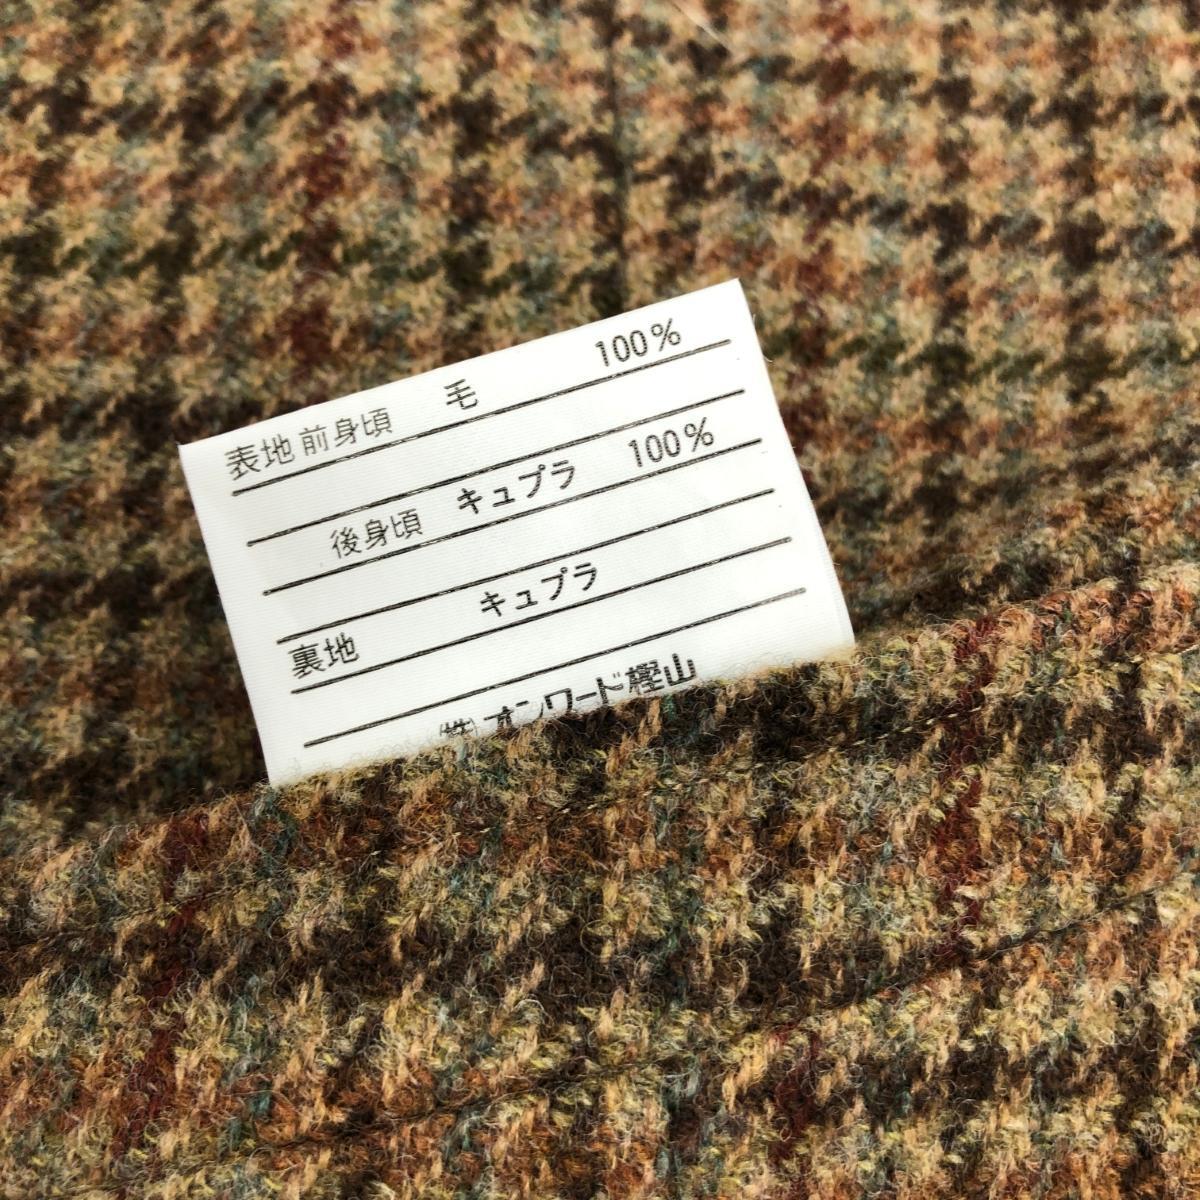 表地 前身頃 毛 100%
後身頃 キュプラ 100%
裏地 キュプラ
㈱ オンワード樫山